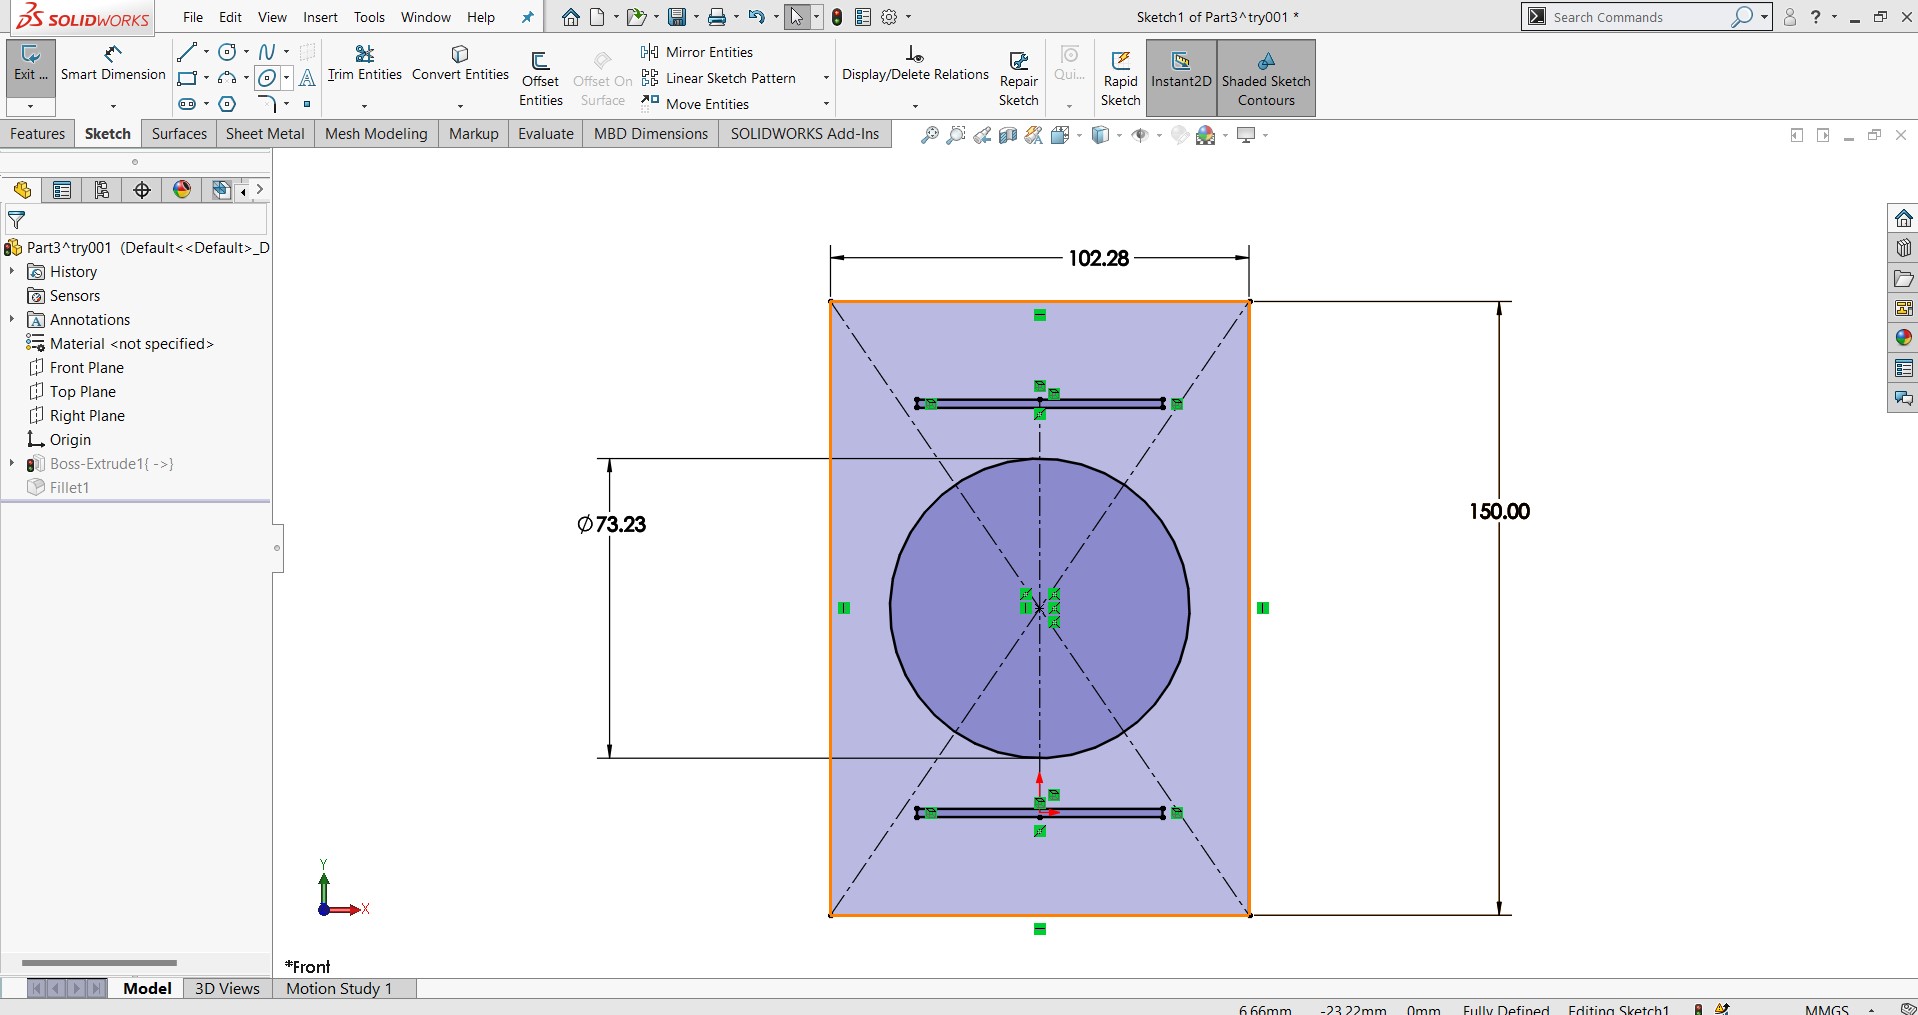 SOLIDWORKS File Edit View Insert Tools Window Help Sketch1 of Part3^try001 * Search Commands ?
Exit ... Smart Dimension Trim Entities Convert Entities Offset Entities Offset On Surface Mirror Entities Display/Delete Relations Repair Sketch Qui... Rapid Sketch Instant2D Shaded Sketch Contours
Linear Sketch Pattern
Move Entities
Features Sketch Surfaces Sheet Metal Mesh Modeling Markup Evaluate MBD Dimensions SOLIDWORKS Add-Ins
Part3^try001 (Default<<Default>_D
History
Sensors
Annotations
Material <not specified>
Front Plane
Top Plane
Right Plane
Origin
Boss-Extrude1{ ->}
Fillet1
102.28
150.00
Ø73.23
Y
X
*Front
Model 3D Views Motion Study 1
6.66mm -23.22mm 0mm Fully Defined Editing Sketch1 MMGS